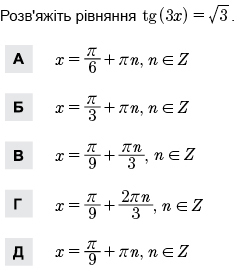 Розв'яжіть рівняння tg(3x) = √3.
А x = π/6 + πn, n ∈ Z
Б x = π/3 + πn, n ∈ Z
В x = π/9 + πn/3, n ∈ Z
Г x = π/9 + 2πn/3, n ∈ Z
Д x = π/9 + πn, n ∈ Z